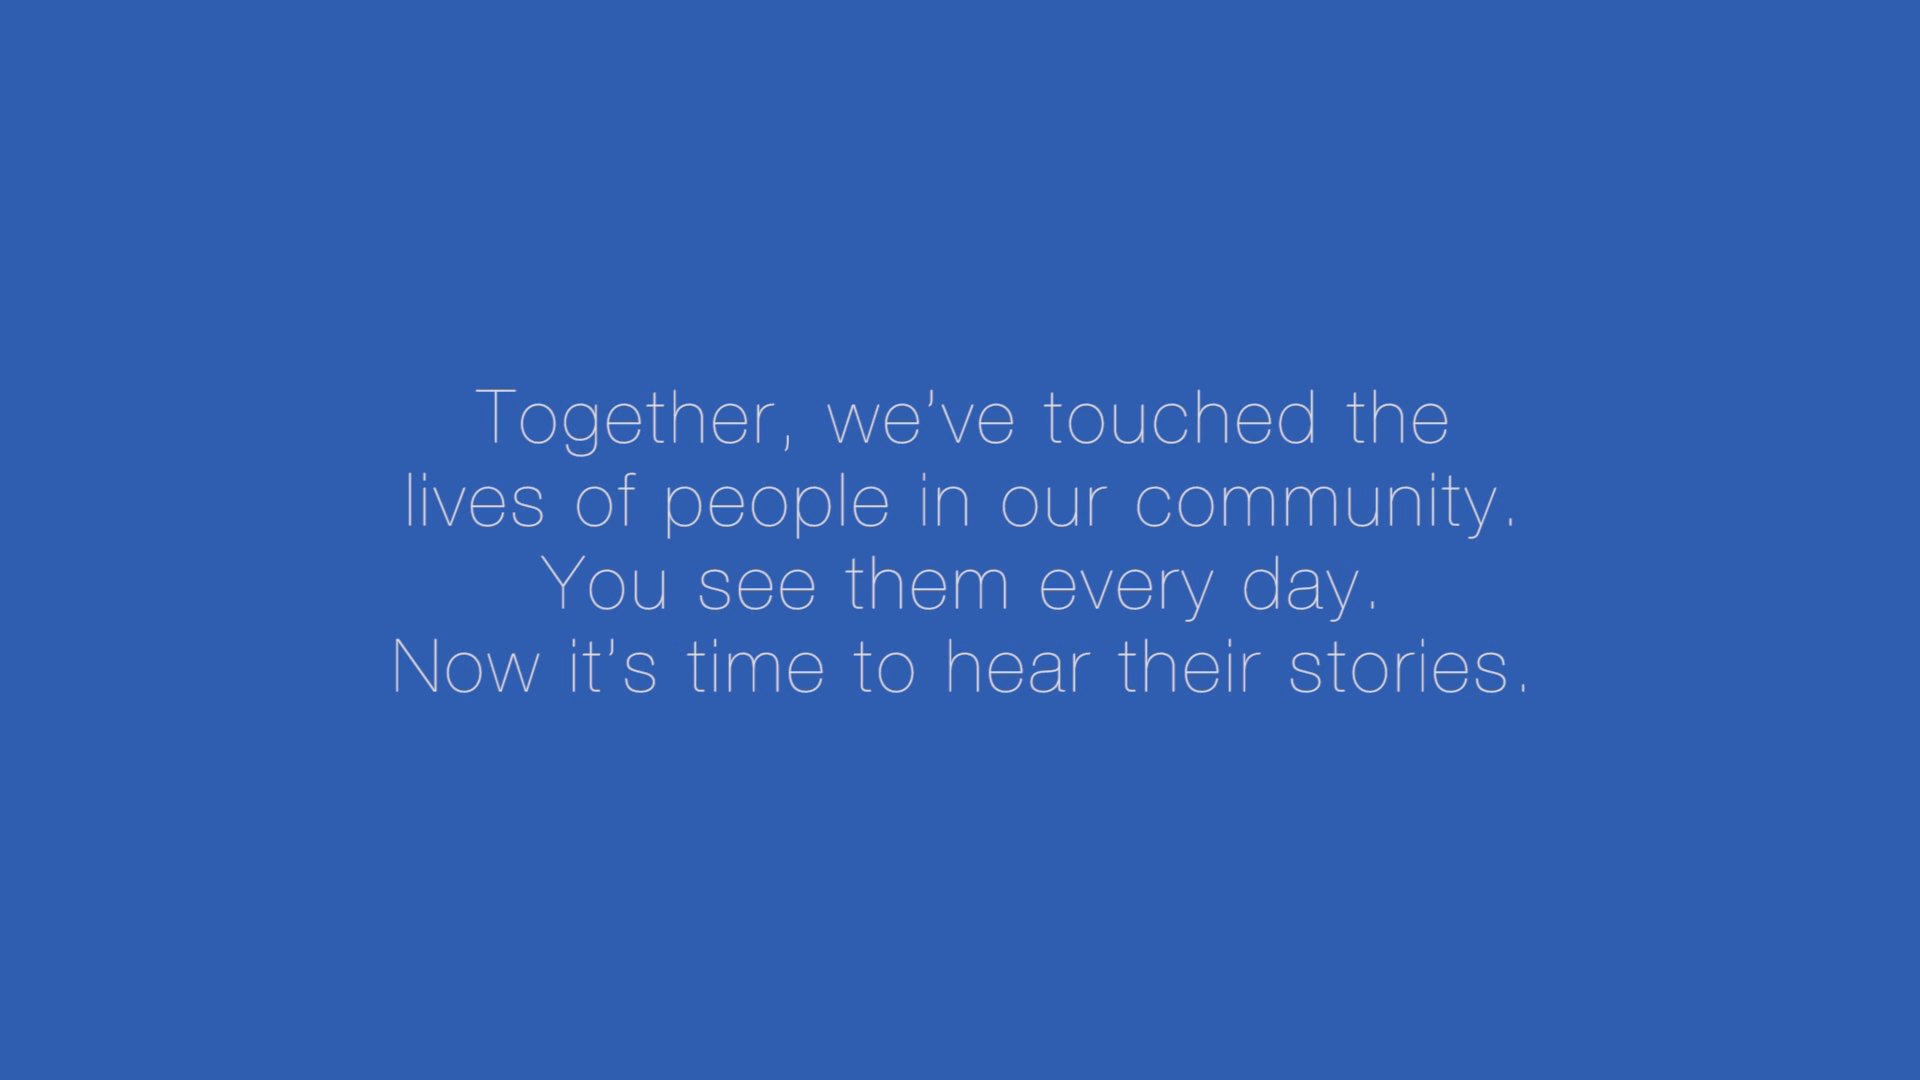 Together, we’ve touched the
lives of people in our community.
You see them every day.
Now it’s time to hear their stories.